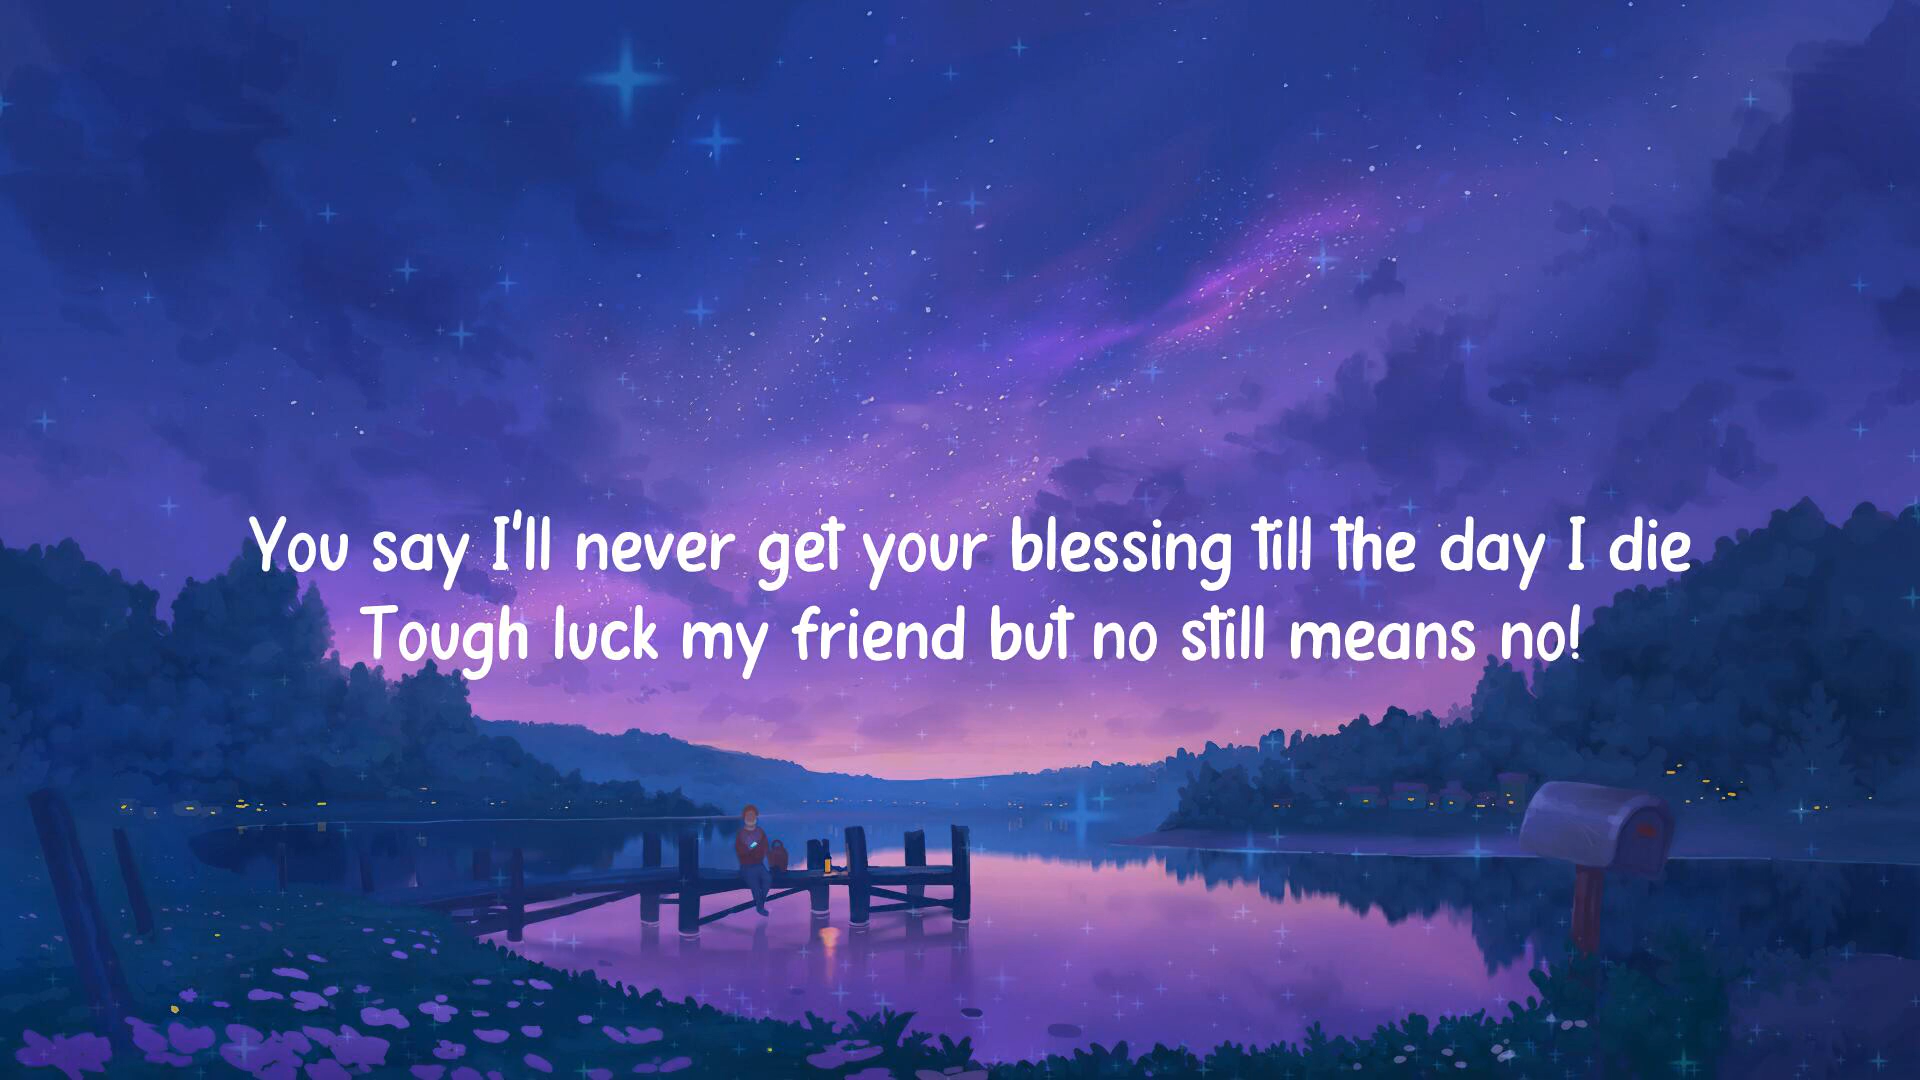 You say I'll never get your blessing till the day I die
Tough luck my friend but no still means no!